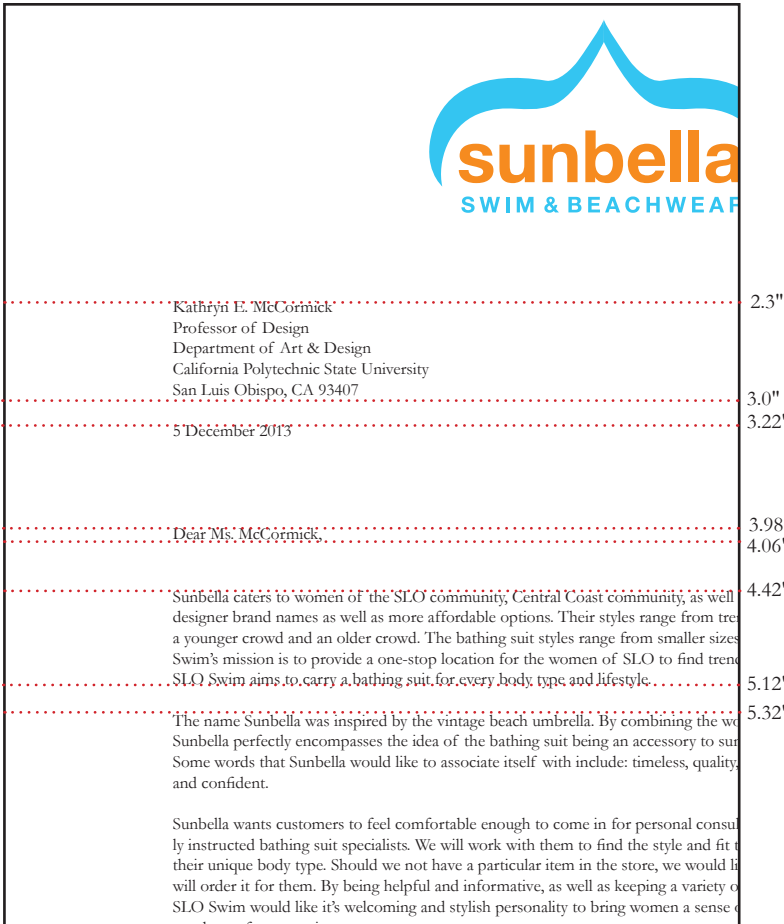 sunbella
SWIM & BEACHWEAR
2.3"
Kathryn E. McCormick
Professor of Design
Department of Art & Design
California Polytechnic State University
San Luis Obispo, CA 93407
3.0"
3.22"
5 December 2013
3.98
Dear Ms. McCormick,
4.06"
4.42"
Sunbella caters to women of the SLO community, Central Coast community, as well
designer brand names as well as more affordable options. Their styles range from
a younger crowd and an older crowd. The bathing suit styles range from smaller sizes
Swim's mission is to provide a one-stop location for the women of SLO to find
SLO Swim aims to carry a bathing suit for every body type and lifestyle.
5.12"
5.32"
The name Sunbella was inspired by the vintage beach umbrella. By combining the
Sunbella perfectly encompasses the idea of the bathing suit being an accessory to
Some words that Sunbella would like to associate itself with include: timeless, quality,
and confident.
Sunbella wants customers to feel comfortable enough to come in for personal
ly instructed bathing suit specialists. We will work with them to find the style and fit
their unique body type. Should we not have a particular item in the store, we would
will order it for them. By being helpful and informative, as well as keeping a variety
SLO Swim would like it's welcoming and stylish personality to bring women a sense